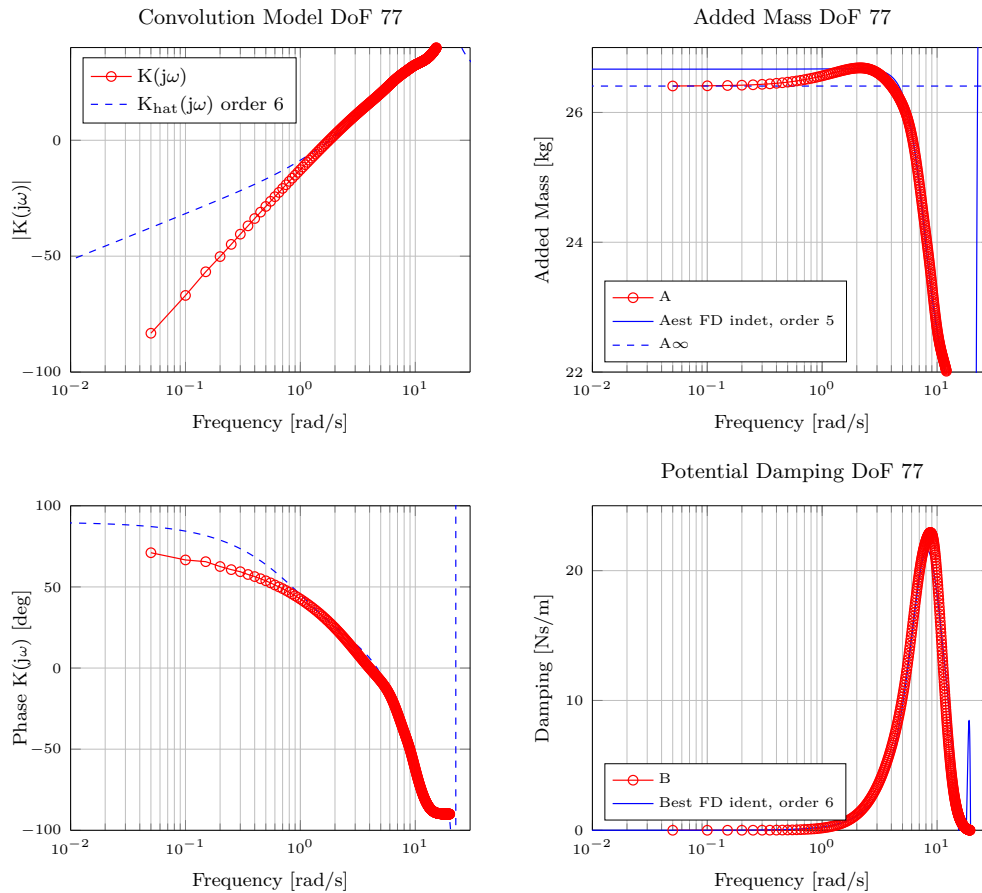 Convolution Model DoF 77
K(jω)
K_hat(jω) order 6
|K(jω)|
0
−50
−100
10^−2
10^−1
10^0
10^1
Frequency [rad/s]
Added Mass DoF 77
Added Mass [kg]
26
24
22
A
Aest FD indet, order 5
A∞
10^−2
10^−1
10^0
10^1
Frequency [rad/s]
Phase K(jω) [deg]
100
50
0
−50
−100
10^−2
10^−1
10^0
10^1
Frequency [rad/s]
Potential Damping DoF 77
Damping [Ns/m]
20
10
0
B
Best FD ident, order 6
10^−2
10^−1
10^0
10^1
Frequency [rad/s]